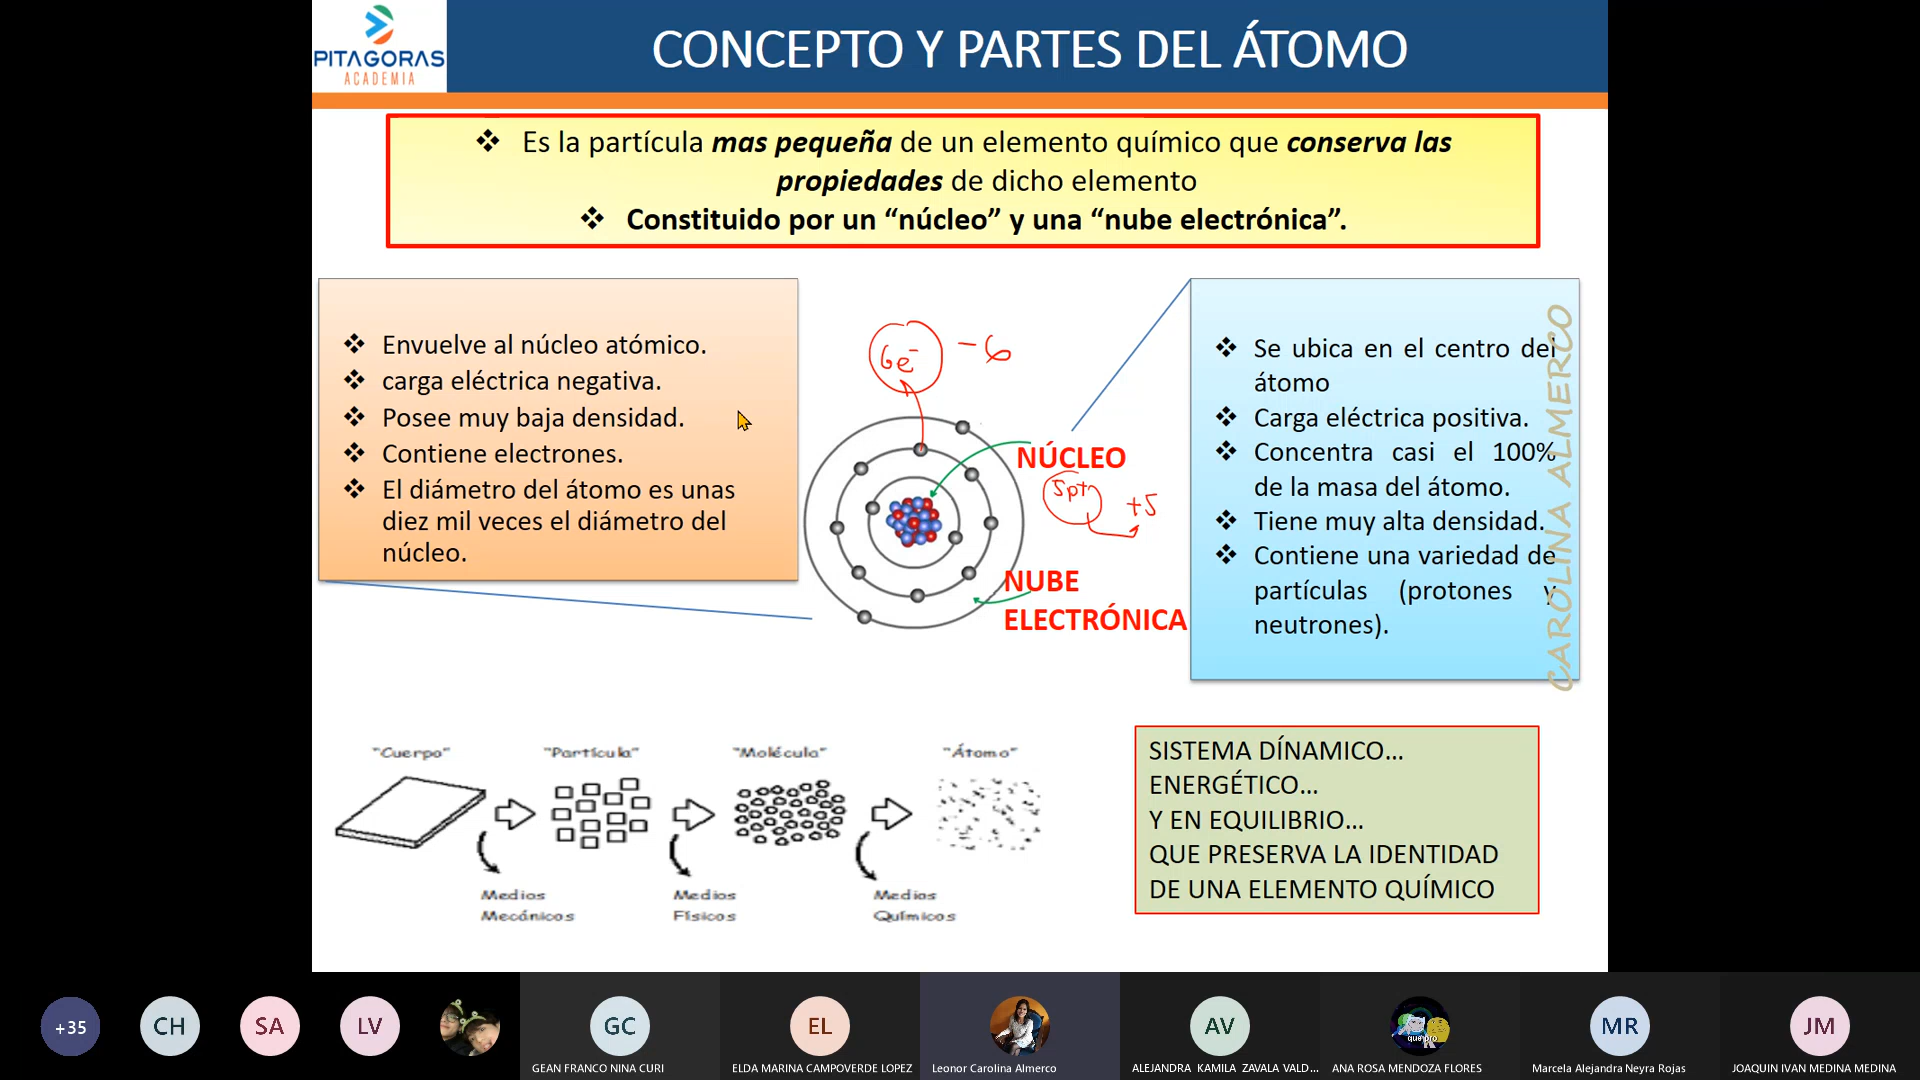 PITAGORAS
ACADEMIA
CONCEPTO Y PARTES DEL ÁTOMO
❖ Es la partícula mas pequeña de un elemento químico que conserva las
propiedades de dicho elemento
❖ Constituido por un “núcleo” y una “nube electrónica”.
❖ Envuelve al núcleo atómico.
❖ carga eléctrica negativa.
❖ Posee muy baja densidad.
❖ Contiene electrones.
❖ El diámetro del átomo es unas
diez mil veces el diámetro del
núcleo.
6e⁻ -6
NÚCLEO
+5
NUBE
ELECTRÓNICA
❖ Se ubica en el centro del
átomo
❖ Carga eléctrica positiva.
❖ Concentra casi el 100%
de la masa del átomo.
❖ Tiene muy alta densidad.
❖ Contiene una variedad de
partículas (protones y
neutrones).
CAROLINA ALMERCO
"Cuerpo" "Partícula" "Molécula" "Átomo"
Medios Medios Medios
Mecánicos Físicos Químicos
SISTEMA DÍNAMICO...
ENERGÉTICO...
Y EN EQUILIBRIO...
QUE PRESERVA LA IDENTIDAD
DE UNA ELEMENTO QUÍMICO
+35 CH SA LV GC EL AV que pro MR JM
GEAN FRANCO NINA CURI ELDA MARINA CAMPOVERDE LOPEZ Leonor Carolina Almerco ALEJANDRA KAMILA ZAVALA VALD... ANA ROSA MENDOZA FLORES Marcela Alejandra Neyra Rojas JOAQUIN IVAN MEDINA MEDINA